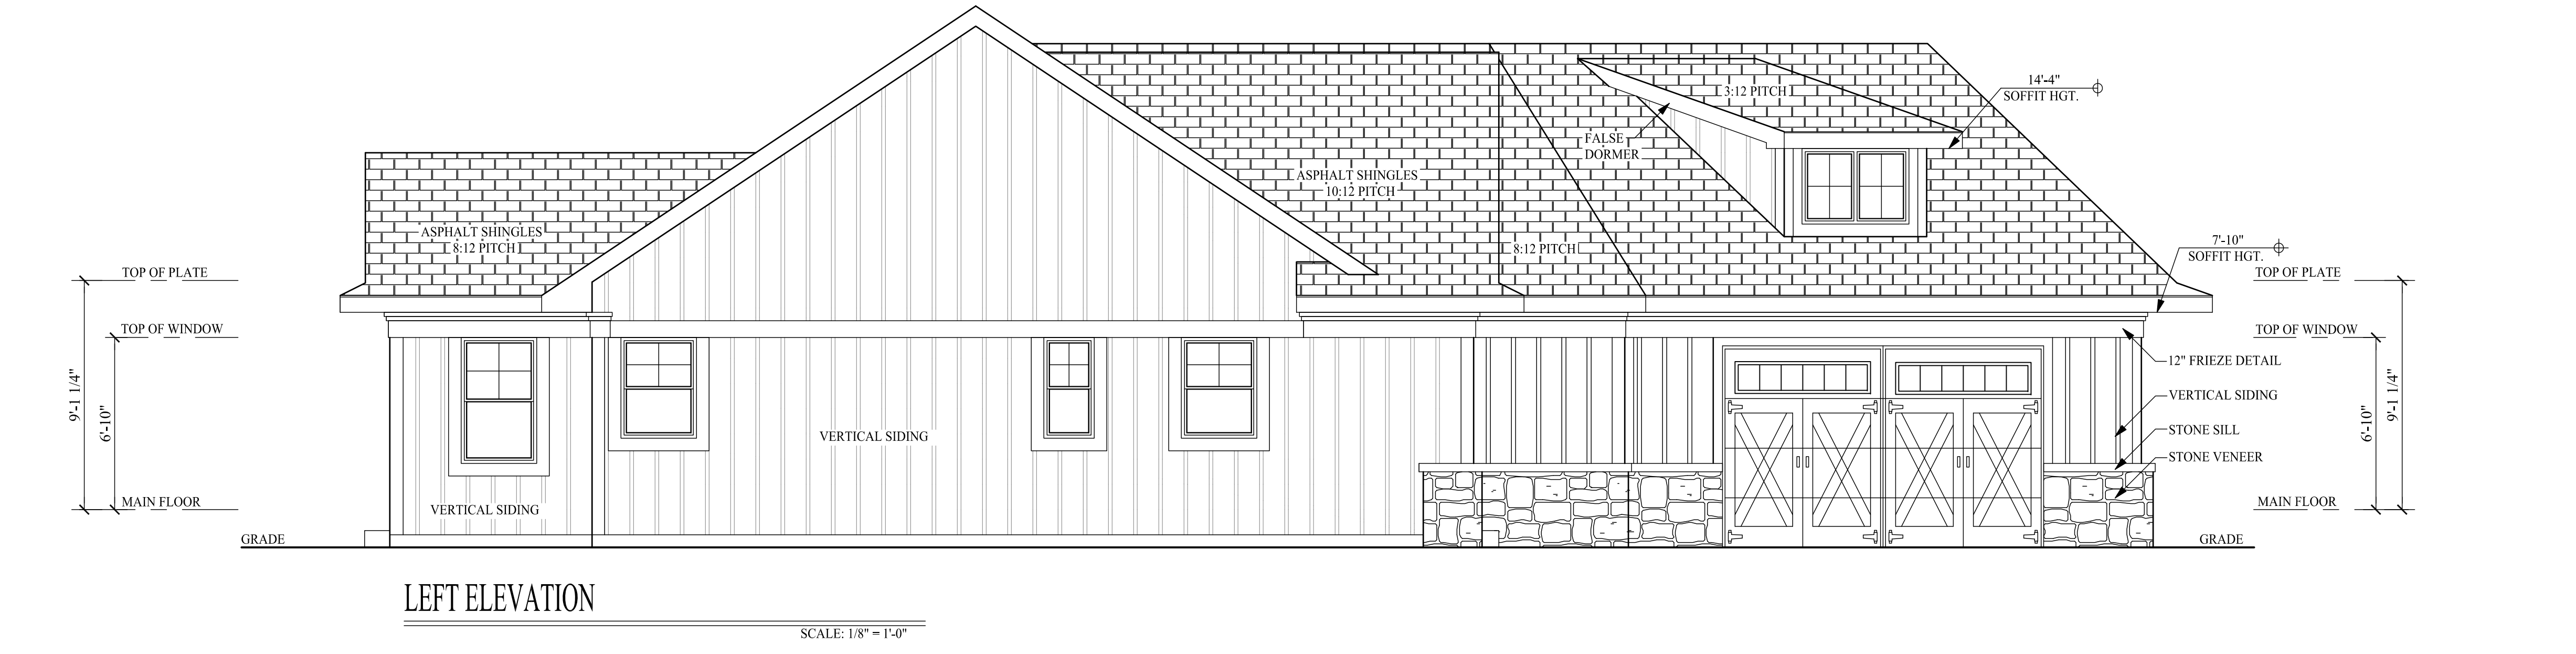 14'-4"
SOFFIT HGT.
3:12 PITCH
FALSE
DORMER
ASPHALT SHINGLES
10:12 PITCH
ASPHALT SHINGLES
8:12 PITCH
8:12 PITCH
7'-10"
SOFFIT HGT.
TOP OF PLATE
TOP OF PLATE
TOP OF WINDOW
TOP OF WINDOW
12" FRIEZE DETAIL
9'-1 1/4"
6'-10"
VERTICAL SIDING
6'-10"
9'-1 1/4"
STONE SILL
VERTICAL SIDING
STONE VENEER
MAIN FLOOR
MAIN FLOOR
VERTICAL SIDING
GRADE
GRADE
LEFT ELEVATION
SCALE: 1/8" = 1'-0"